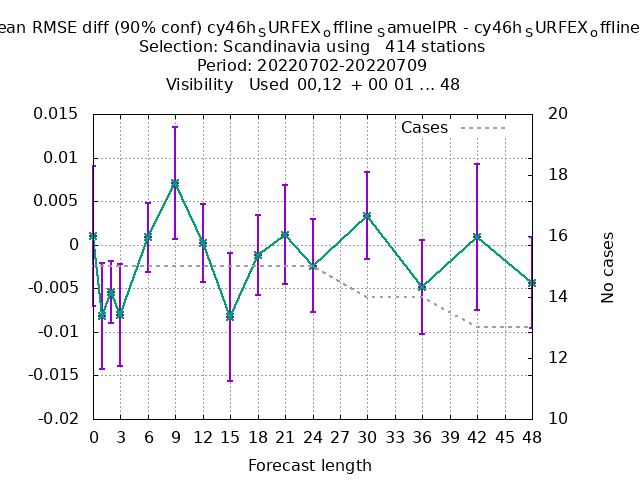 ean RMSE diff (90% conf) cy46hSURFEXoffline SamuelPR - cy46hSURFEXoffline
Selection: Scandinavia using 414 stations
Period: 20220702-20220709
Visibility Used 00,12 + 00 01 ... 48
Cases
0.015
0.01
0.005
0
-0.005
-0.01
-0.015
-0.02
20
18
16
14
12
10
No cases
0 3 6 9 12 15 18 21 24 27 30 33 36 39 42 45 48
Forecast length